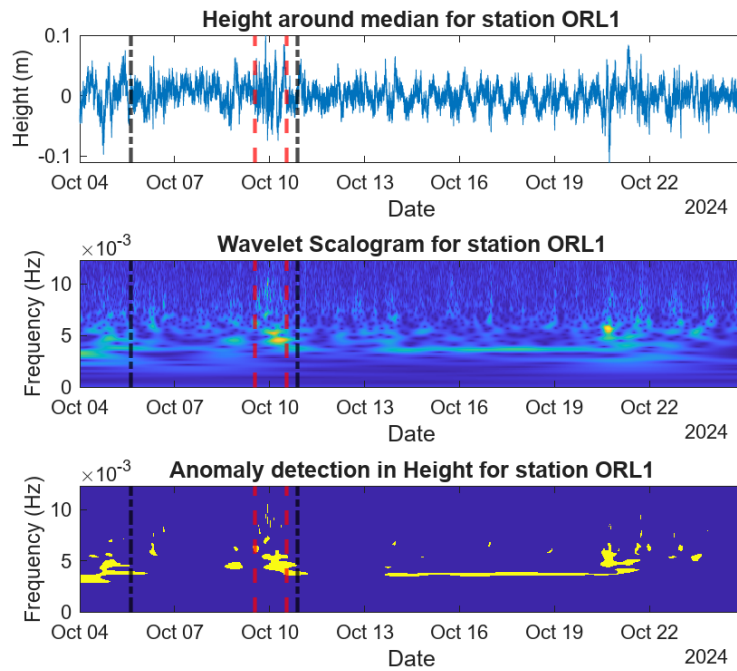 Height around median for station ORL1
0.1
0
-0.1
Height (m)
Oct 04 Oct 07 Oct 10 Oct 13 Oct 16 Oct 19 Oct 22
Date
2024
Wavelet Scalogram for station ORL1
×10⁻³
10
5
0
Frequency (Hz)
Oct 04 Oct 07 Oct 10 Oct 13 Oct 16 Oct 19 Oct 22
Date
2024
Anomaly detection in Height for station ORL1
×10⁻³
10
5
0
Frequency (Hz)
Oct 04 Oct 07 Oct 10 Oct 13 Oct 16 Oct 19 Oct 22
Date
2024